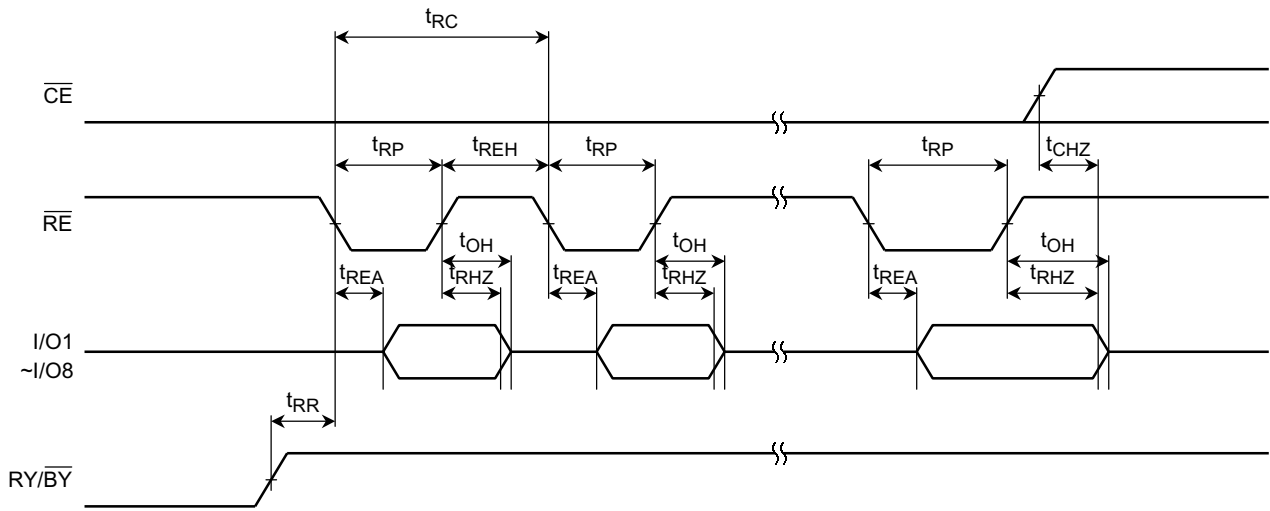 tRC
CE
tRP tREH tRP tRP tCHZ
RE
tOH tOH tOH
tREA tRHZ tREA tRHZ tREA tRHZ
I/O1
~I/O8
tRR
RY/BY